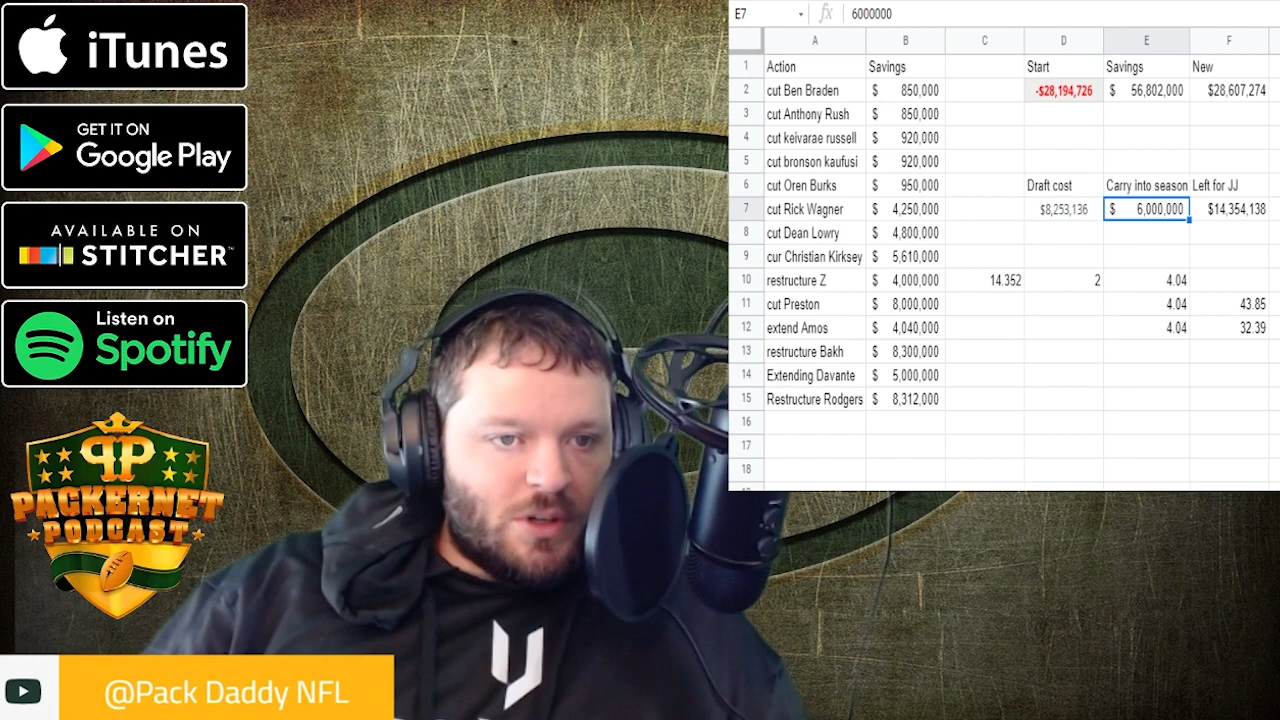 iTunes
GET IT ON
Google Play
AVAILABLE ON
STITCHER
Listen on
Spotify
PP
PACKERNET
PODCAST
@Pack Daddy NFL
E7 fx 6000000
A B C D E F
1 Action Savings Start Savings New
2 cut Ben Braden $ 850,000 -$28,194,726 $ 56,802,000 $28,607,274
3 cut Anthony Rush $ 850,000
4 cut keivarae russell $ 920,000
5 cut bronson kaufusi $ 920,000
6 cut Oren Burks $ 950,000 Draft cost Carry into season Left for JJ
7 cut Rick Wagner $ 4,250,000 $8,253,136 $ 6,000,000 $14,354,138
8 cut Dean Lowry $ 4,800,000
9 cur Christian Kirksey $ 5,610,000
10 restructure Z $ 4,000,000 14.352 2 4.04
11 cut Preston $ 8,000,000 4.04 43.85
12 extend Amos $ 4,040,000 4.04 32.39
13 restructure Bakh $ 8,300,000
14 Extending Davante $ 5,000,000
15 Restructure Rodgers $ 8,312,000
16
17
18